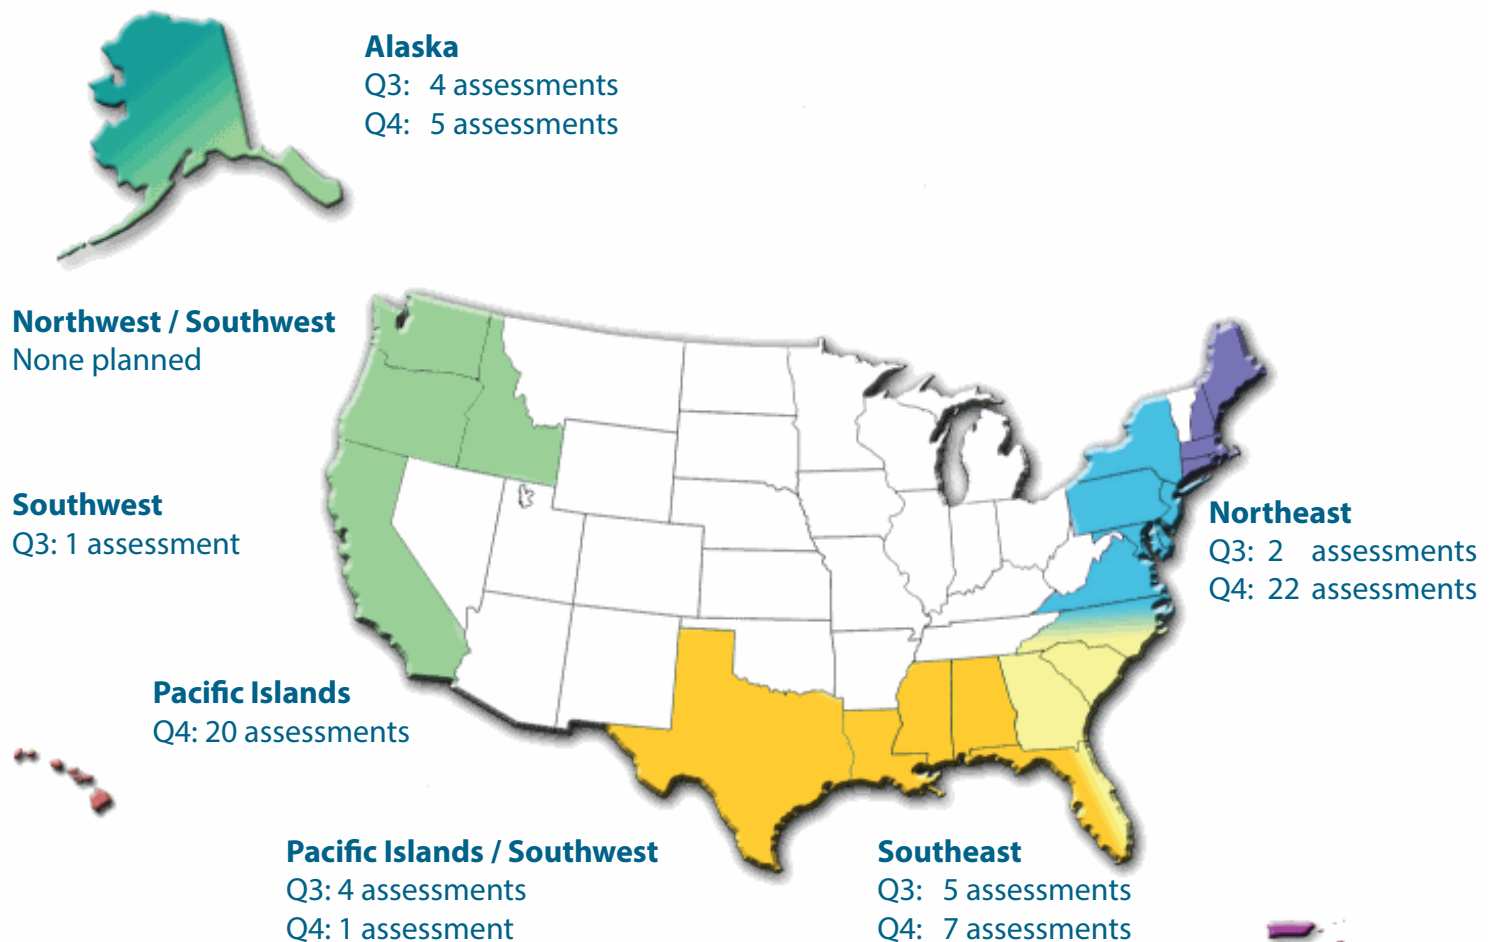 Alaska
Q3: 4 assessments
Q4: 5 assessments
Northwest / Southwest
None planned
Southwest
Q3: 1 assessment
Northeast
Q3: 2 assessments
Q4: 22 assessments
Pacific Islands
Q4: 20 assessments
Pacific Islands / Southwest
Q3: 4 assessments
Q4: 1 assessment
Southeast
Q3: 5 assessments
Q4: 7 assessments